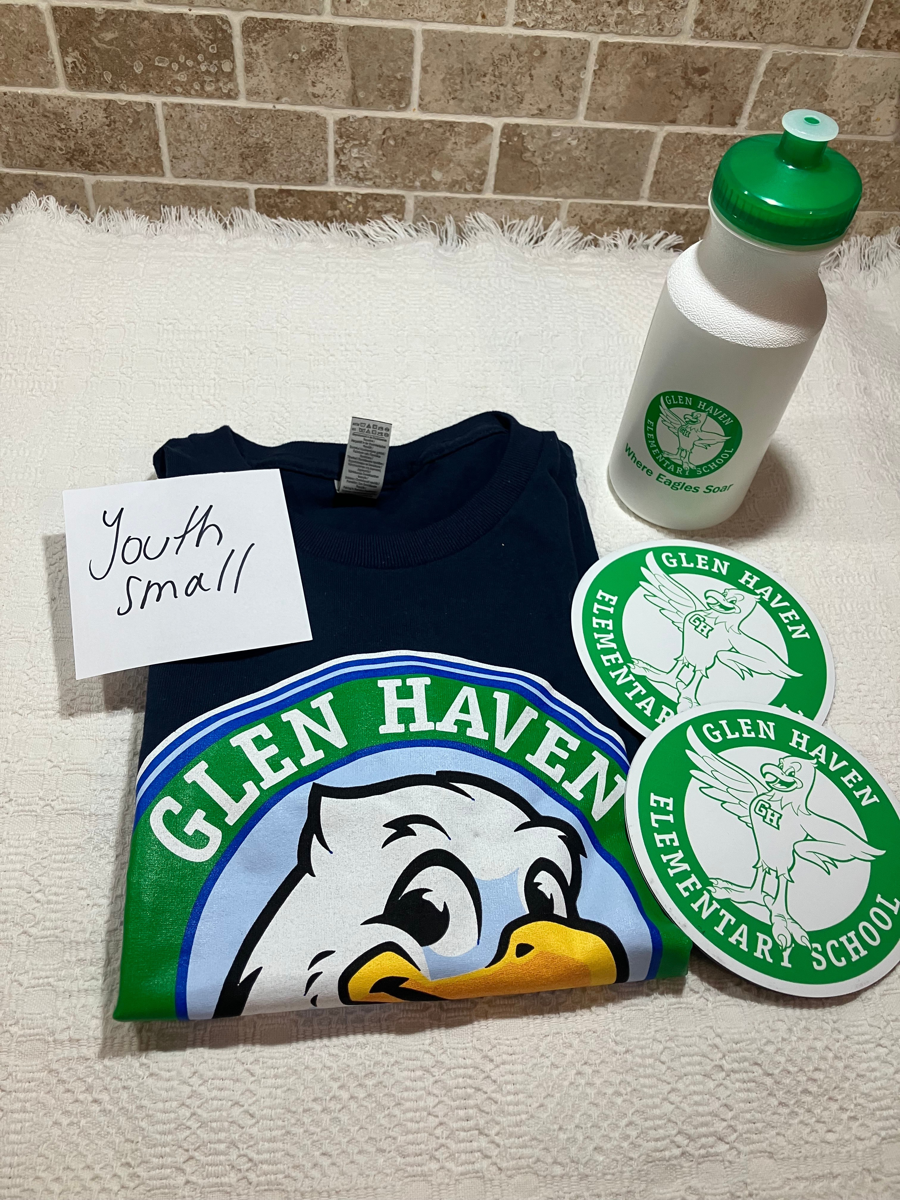 Youth
small
GLEN HAVEN
GLEN HAVEN
ELEMENTARY SCHOOL
Where Eagles Soar
GLEN HAVEN
GH
GLEN HAVEN
GH
ELEMENTARY SCHOOL